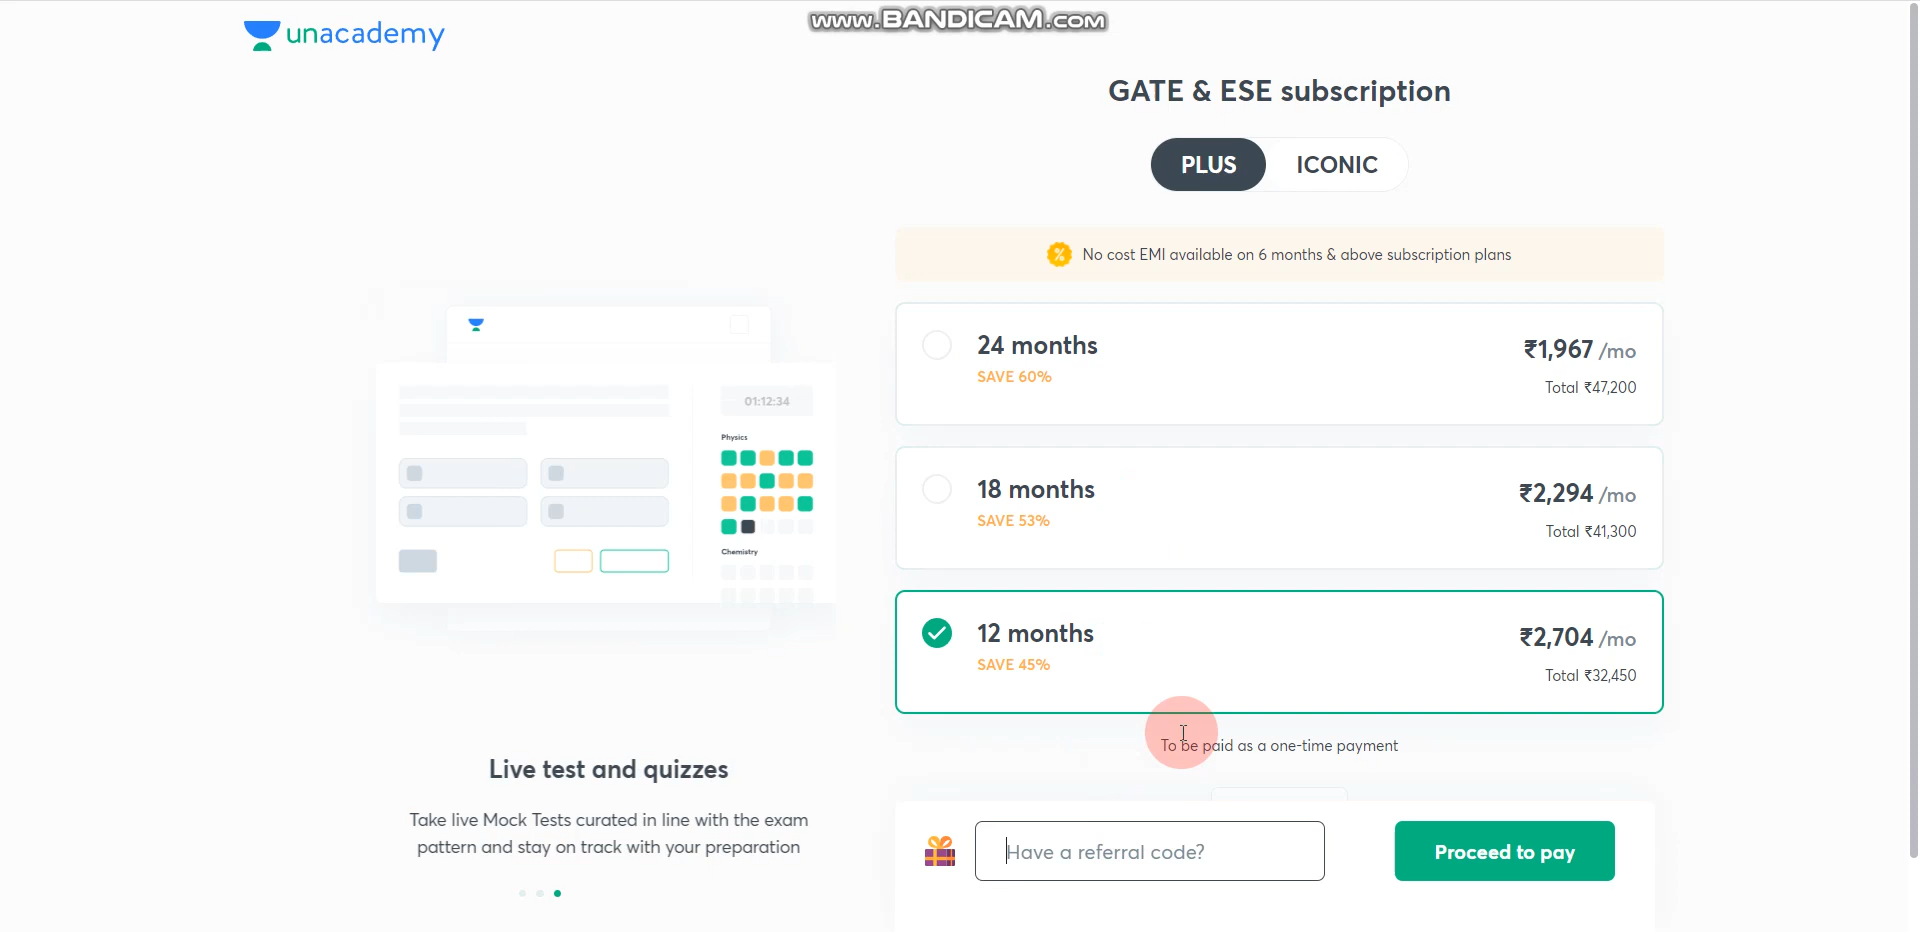 www.BANDICAM.com
unacademy
GATE & ESE subscription
PLUS
ICONIC
No cost EMI available on 6 months & above subscription plans
24 months
₹1,967 /mo
SAVE 60%
Total ₹47,200
01:12:34
Physics
18 months
₹2,294 /mo
SAVE 53%
Total ₹41,300
Chemistry
12 months
₹2,704 /mo
SAVE 45%
Total ₹32,450
To be paid as a one-time payment
Live test and quizzes
Take live Mock Tests curated in line with the exam
pattern and stay on track with your preparation
Have a referral code?
Proceed to pay